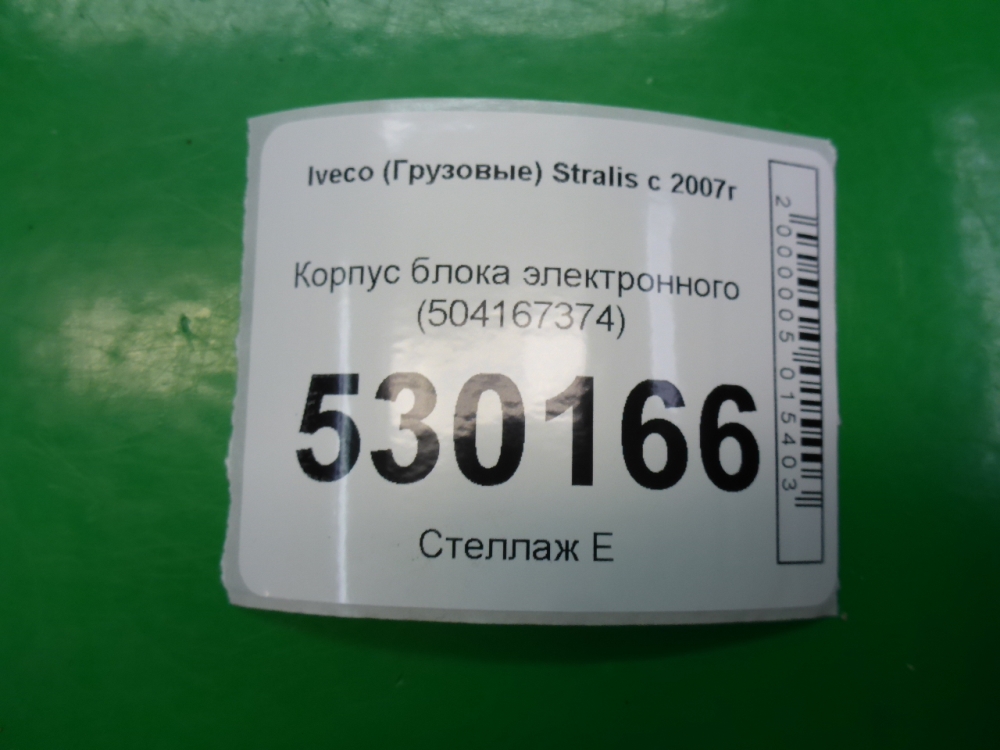 Iveco (Грузовые) Stralis с 2007г
Корпус блока электронного
(504167374)
530166
Стеллаж Е
2000005015403